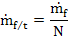 ṁf/t = ṁf/N